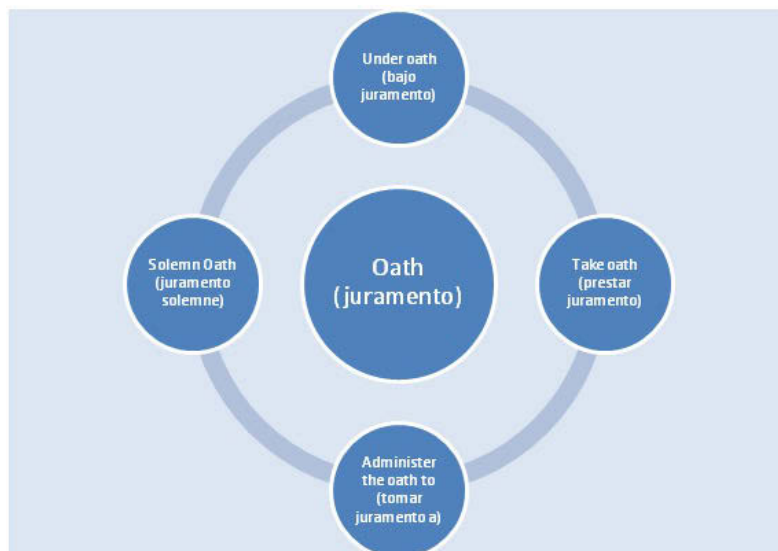 Under oath
(bajo
juramento)
Solemn Oath
(juramento
solemne)
Oath
(juramento)
Take oath
(prestar
juramento)
Administer
the oath to
(tomar
juramento a)